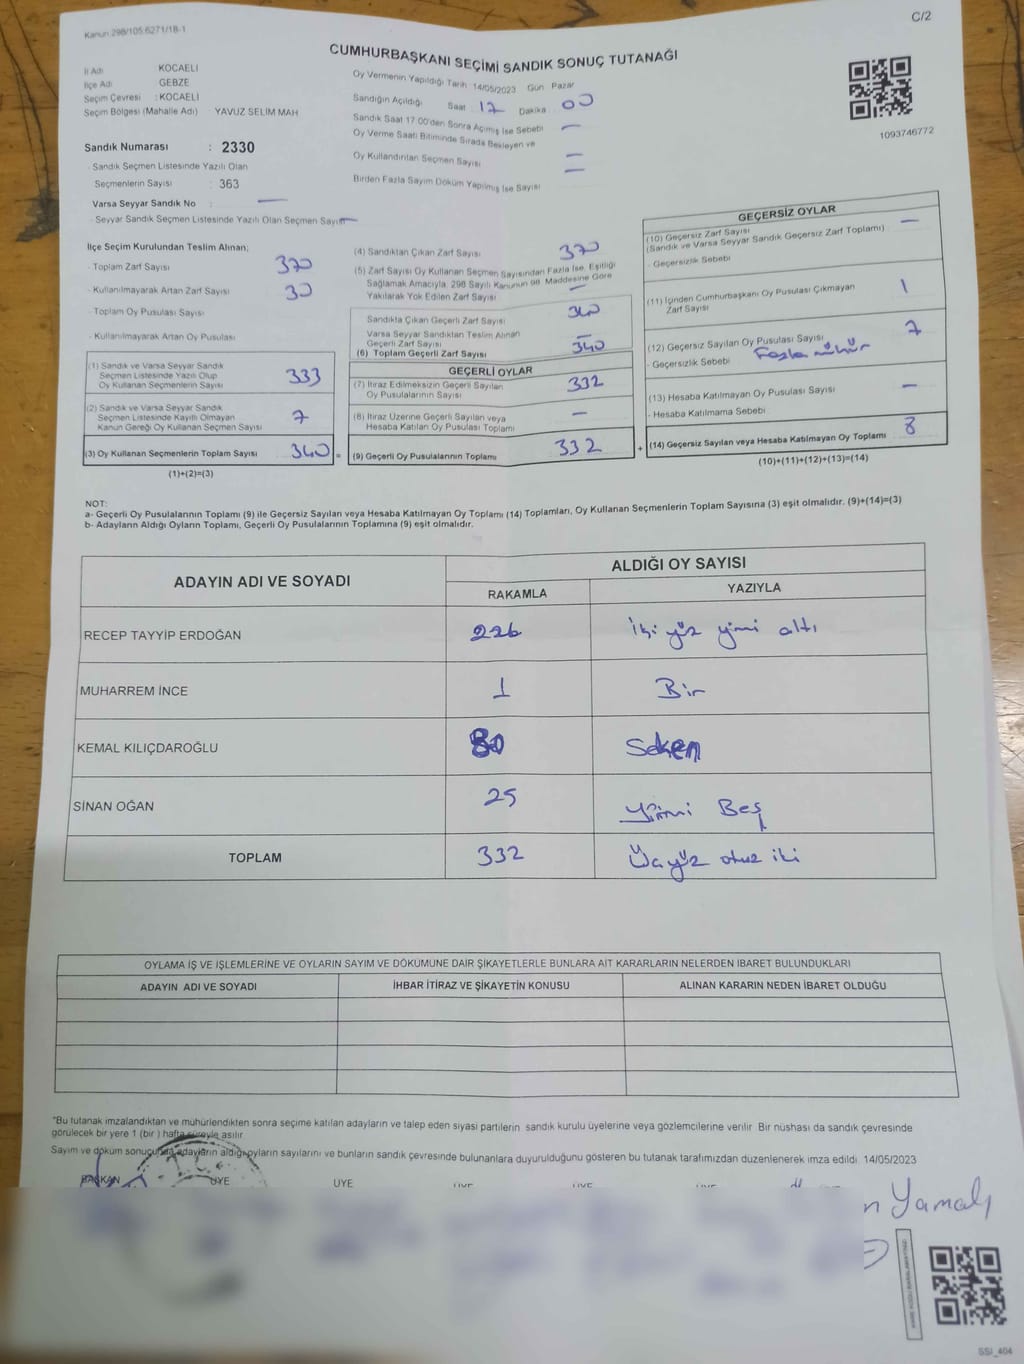 Kanun 298/105 6271/18-1
C/2
CUMHURBAŞKANI SEÇİMİ SANDIK SONUÇ TUTANAĞI
İl Adı KOCAELİ
İlçe Adı GEBZE
Seçim Çevresi : KOCAELİ
Seçim Bölgesi (Mahalle Adı) YAVUZ SELİM MAH
Sandık Numarası : 2330
- Sandık Seçmen Listesinde Yazılı Olan
Seçmenlerin Sayısı : 363
Varsa Seyyar Sandık No : —
- Seyyar Sandık Seçmen Listesinde Yazılı Olan Seçmen Sayısı —
Oy Vermenin Yapıldığı Tarih 14/05/2023 Gün Pazar
Sandığın Açıldığı Saat : 17 Dakika : 00
Sandık Saat 17.00'den Sonra Açılmış İse Sebebi —
Oy Verme Saati Bitiminde Sırada Bekleyen ve
Oy Kullandırılan Seçmen Sayısı —
Birden Fazla Sayım Döküm Yapılmış İse Sayısı —
1093746772
İlçe Seçim Kurulundan Teslim Alınan;
- Toplam Zarf Sayısı 370
- Kullanılmayarak Artan Zarf Sayısı 30
- Toplam Oy Pusulası Sayısı
- Kullanılmayarak Artan Oy Pusulası
(1) Sandık ve Varsa Seyyar Sandık
Seçmen Listesinde Yazılı Olup
Oy Kullanan Seçmenlerin Sayısı 333
(2) Sandık ve Varsa Seyyar Sandık
Seçmen Listesinde Kayıtlı Olmayan
Kanun Gereği Oy Kullanan Seçmen Sayısı 7
(3) Oy Kullanan Seçmenlerin Toplam Sayısı 340 =
(1)+(2)=(3)
(4) Sandıktan Çıkan Zarf Sayısı 370
(5) Zarf Sayısı Oy Kullanan Seçmen Sayısından Fazla İse, Eşitliği
Sağlamak Amacıyla, 298 Sayılı Kanunun 98. Maddesine Göre
Yakılarak Yok Edilen Zarf Sayısı —
Sandıkta Çıkan Geçerli Zarf Sayısı 340
Varsa Seyyar Sandıktan Teslim Alınan
Geçerli Zarf Sayısı —
(6) Toplam Geçerli Zarf Sayısı 340
GEÇERLİ OYLAR
(7) İtiraz Edilmeksizin Geçerli Sayılan
Oy Pusulalarının Sayısı 332
(8) İtiraz Üzerine Geçerli Sayılan veya
Hesaba Katılan Oy Pusulası Toplamı —
(9) Geçerli Oy Pusulalarının Toplamı 332 +
GEÇERSİZ OYLAR
(10) Geçersiz Zarf Sayısı —
(Sandık ve Varsa Seyyar Sandık Geçersiz Zarf Toplamı)
- Geçersizlik Sebebi
(11) İçinden Cumhurbaşkanı Oy Pusulası Çıkmayan
Zarf Sayısı 1
(12) Geçersiz Sayılan Oy Pusulası Sayısı 7
- Geçersizlik Sebebi Fazla mühür
(13) Hesaba Katılmayan Oy Pusulası Sayısı —
- Hesaba Katılmama Sebebi
(14) Geçersiz Sayılan veya Hesaba Katılmayan Oy Toplamı 8
(10)+(11)+(12)+(13)=(14)
NOT:
a- Geçerli Oy Pusulalarının Toplamı (9) ile Geçersiz Sayılan veya Hesaba Katılmayan Oy Toplamı (14) Toplamları, Oy Kullanan Seçmenlerin Toplam Sayısına (3) eşit olmalıdır. (9)+(14)=(3)
b- Adayların Aldığı Oyların Toplamı, Geçerli Oy Pusulalarının Toplamına (9) eşit olmalıdır.
ADAYIN ADI VE SOYADI
ALDIĞI OY SAYISI
RAKAMLA YAZIYLA
RECEP TAYYİP ERDOĞAN 226 İki yüz yirmi altı
MUHARREM İNCE 1 Bir
KEMAL KILIÇDAROĞLU 80 Seksen
SİNAN OĞAN 25 Yirmi Beş
TOPLAM 332 Üçyüz otuz iki
OYLAMA İŞ VE İŞLEMLERİNE VE OYLARIN SAYIM VE DÖKÜMÜNE DAİR ŞİKAYETLERLE BUNLARA AİT KARARLARIN NELERDEN İBARET BULUNDUKLARI
ADAYIN ADI VE SOYADI İHBAR İTİRAZ VE ŞİKAYETİN KONUSU ALINAN KARARIN NEDEN İBARET OLDUĞU
*Bu tutanak imzalandıktan ve mühürlendikten sonra seçime katılan adayların ve talep eden siyasi partilerin sandık kurulu üyelerine veya gözlemcilerine verilir. Bir nüshası da sandık çevresinde
görülecek bir yere 1 (bir) hafta süreyle asılır.
Sayım ve döküm sonucunda adayların aldığı oyların sayılarını ve bunların sandık çevresinde bulunanlara duyurulduğunu gösteren bu tutanak tarafımızdan düzenlenerek imza edildi. 14/05/2023
T.C.
BAŞKAN ÜYE ÜYE ÜYE ÜYE ÜYE
Yamalı
SSI_404